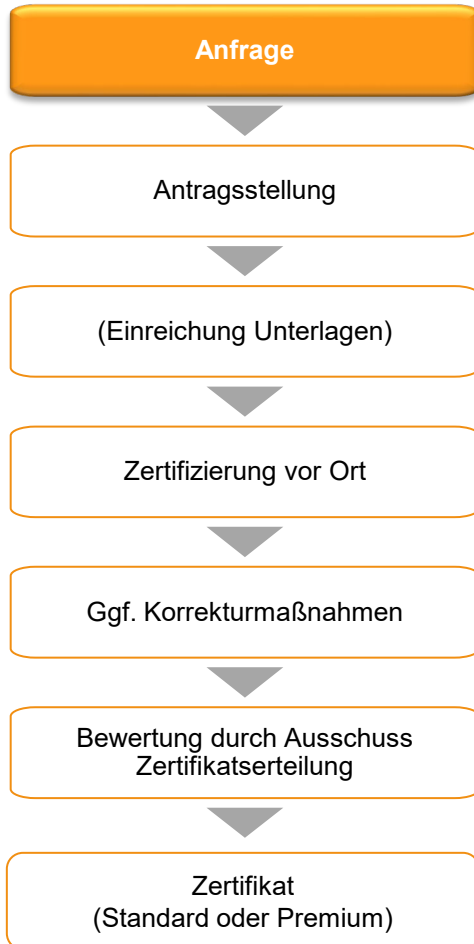 Anfrage
Antragsstellung
(Einreichung Unterlagen)
Zertifizierung vor Ort
Ggf. Korrekturmaßnahmen
Bewertung durch Ausschuss
Zertifikatserteilung
Zertifikat
(Standard oder Premium)